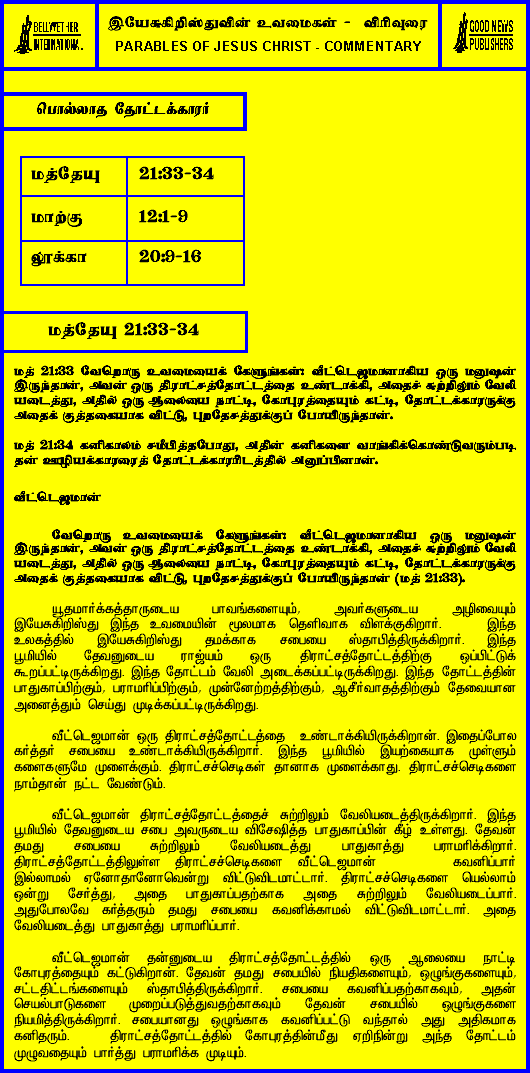 BELLWETHER
INTERNATIONAL
இயேசுகிறிஸ்துவின் உவமைகள் - விரிவுரை
PARABLES OF JESUS CHRIST - COMMENTARY
GOOD NEWS
PUBLISHERS
பொல்லாத தோட்டக்காரர்
மத்தேயு 21:33-34
மாற்கு 12:1-9
லூக்கா 20:9-16
மத்தேயு 21:33-34
மத் 21:33 வேறொரு உவமையைக் கேளுங்கள்: வீட்டெஜமானாகிய ஒரு மனுஷன்
இருந்தான், அவன் ஒரு திராட்சத்தோட்டத்தை உண்டாக்கி, அதைச் சுற்றிலும் வேலி
யடைத்து, அதில் ஒரு ஆலையை நாட்டி, கோபுரத்தையும் கட்டி, தோட்டக்காரருக்கு
அதைக் குத்தகையாக விட்டு, புறதேசத்துக்குப் போயிருந்தான்.
மத் 21:34 கனிகாலம் சமீபித்தபோது, அதின் கனிகளை வாங்கிக்கொண்டுவரும்படி
தன் ஊழியக்காரரைத் தோட்டக்காரரிடத்தில் அனுப்பினான்.
வீட்டெஜமான்
வேறொரு உவமையைக் கேளுங்கள்: வீட்டெஜமானாகிய ஒரு மனுஷன்
இருந்தான், அவன் ஒரு திராட்சத்தோட்டத்தை உண்டாக்கி, அதைச் சுற்றிலும் வேலி
யடைத்து, அதில் ஒரு ஆலையை நாட்டி, கோபுரத்தையும் கட்டி, தோட்டக்காரருக்கு
அதைக் குத்தகையாக விட்டு, புறதேசத்துக்குப் போயிருந்தான் (மத் 21:33).
யூதமார்க்கத்தாருடைய பாவங்களையும், அவர்களுடைய அழிவையும்
இயேசுகிறிஸ்து இந்த உவமையின் மூலமாக தெளிவாக விளக்குகிறார். இந்த
உலகத்தில் இயேசுகிறிஸ்து தமக்காக சபையை ஸ்தாபித்திருக்கிறார். இந்த
பூமியில் தேவனுடைய ராஜ்யம் ஒரு திராட்சத்தோட்டத்திற்கு ஒப்பிட்டுக்
கூறப்பட்டிருக்கிறது. இந்த தோட்டம் வேலி அடைக்கப்பட்டிருக்கிறது. இந்த தோட்டத்தின்
பாதுகாப்பிற்கும், பராமரிப்பிற்கும், முன்னேற்றத்திற்கும், ஆசீர்வாதத்திற்கும் தேவையான
அனைத்தும் செய்து முடிக்கப்பட்டிருக்கிறது.
வீட்டெஜமான் ஒரு திராட்சத்தோட்டத்தை உண்டாக்கியிருக்கிறான். இதைப்போல
கர்த்தர் சபையை உண்டாக்கியிருக்கிறார். இந்த பூமியில் இயற்கையாக முள்ளும்
களைகளுமே முளைக்கும். திராட்சச்செடிகள் தானாக முளைக்காது. திராட்சச்செடிகளை
நாம்தான் நட்ட வேண்டும்.
வீட்டெஜமான் திராட்சத்தோட்டத்தைச் சுற்றிலும் வேலியடைத்திருக்கிறார். இந்த
பூமியில் தேவனுடைய சபை அவருடைய விசேஷித்த பாதுகாப்பின் கீழ் உள்ளது. தேவன்
தமது சபையை சுற்றிலும் வேலியடைத்து பாதுகாத்து பராமரிக்கிறார்.
திராட்சத்தோட்டத்திலுள்ள திராட்சச்செடிகளை வீட்டெஜமான் கவனிப்பார்
இல்லாமல் ஏனோதானோவென்று விட்டுவிடமாட்டார். திராட்சச்செடிகளை யெல்லாம்
ஒன்று சேர்த்து, அதை பாதுகாப்பதற்காக அதை சுற்றிலும் வேலியடைப்பார்.
அதுபோலவே கர்த்தரும் தமது சபையை கவனிக்காமல் விட்டுவிடமாட்டார். அதை
வேலியடைத்து பாதுகாத்து பராமரிப்பார்.
வீட்டெஜமான் தன்னுடைய திராட்சத்தோட்டத்தில் ஒரு ஆலையை நாட்டி
கோபுரத்தையும் கட்டுகிறான். தேவன் தமது சபையில் நியதிகளையும், ஒழுங்குகளையும்,
சட்டதிட்டங்களையும் ஸ்தாபித்திருக்கிறார். சபையை கவனிப்பதற்காகவும், அதன்
செயல்பாடுகளை முறைப்படுத்துவதற்காகவும் தேவன் சபையில் ஒழுங்குகளை
நியமித்திருக்கிறார். சபையானது ஒழுங்காக கவனிப்பட்டு வந்தால் அது அதிகமாக
கனிதரும். திராட்சத்தோட்டத்தில் கோபுரத்தின்மீது ஏறிநின்று அந்த தோட்டம்
முழுவதையும் பார்த்து பராமரிக்க முடியும்.